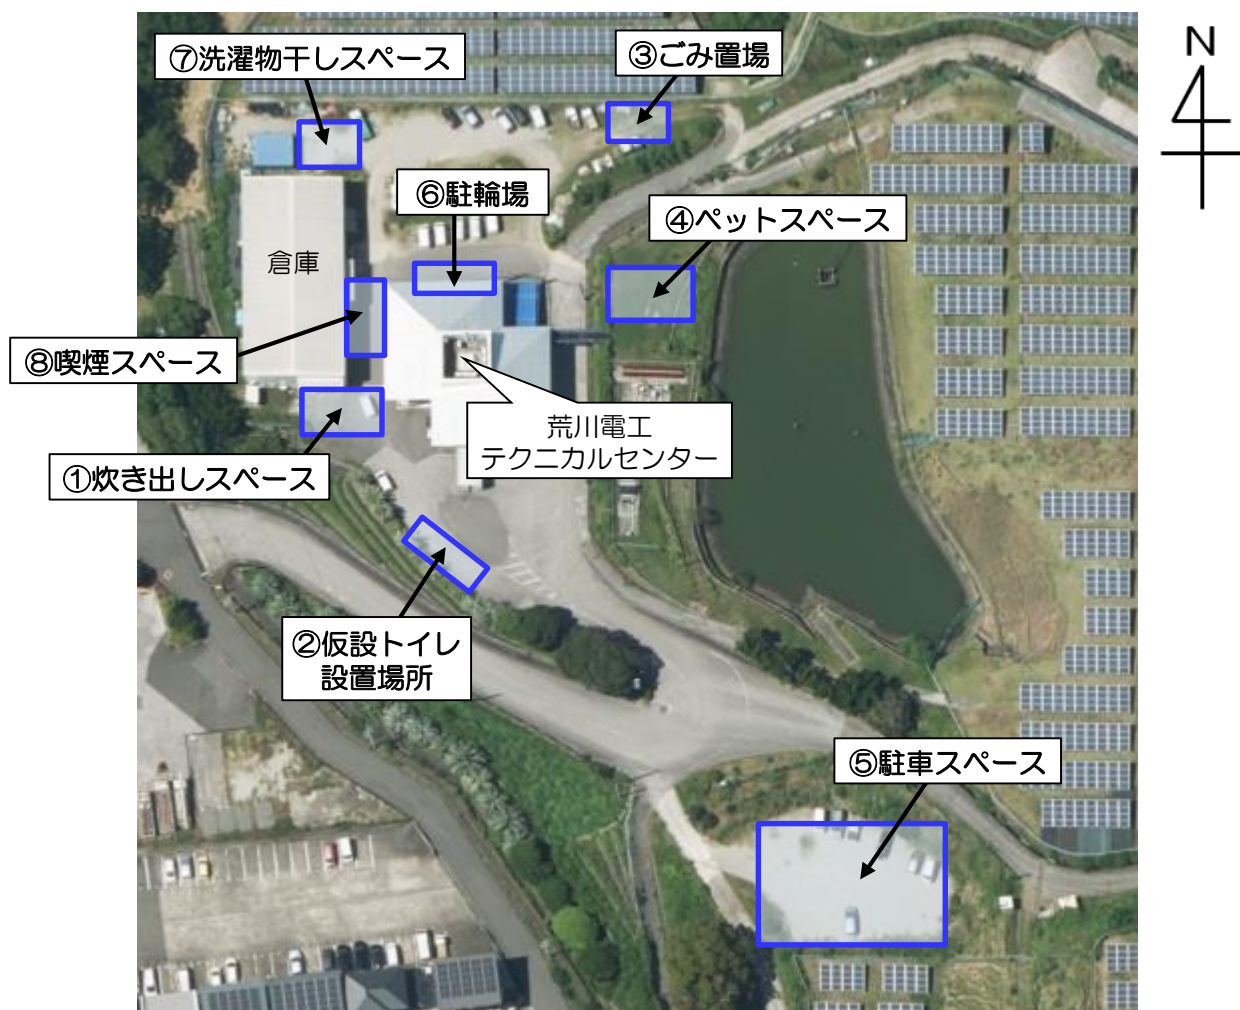 N
⑦洗濯物干しスペース
③ごみ置場
⑥駐輪場
④ペットスペース
倉庫
⑧喫煙スペース
荒川電工
テクニカルセンター
①炊き出しスペース
②仮設トイレ
設置場所
⑤駐車スペース